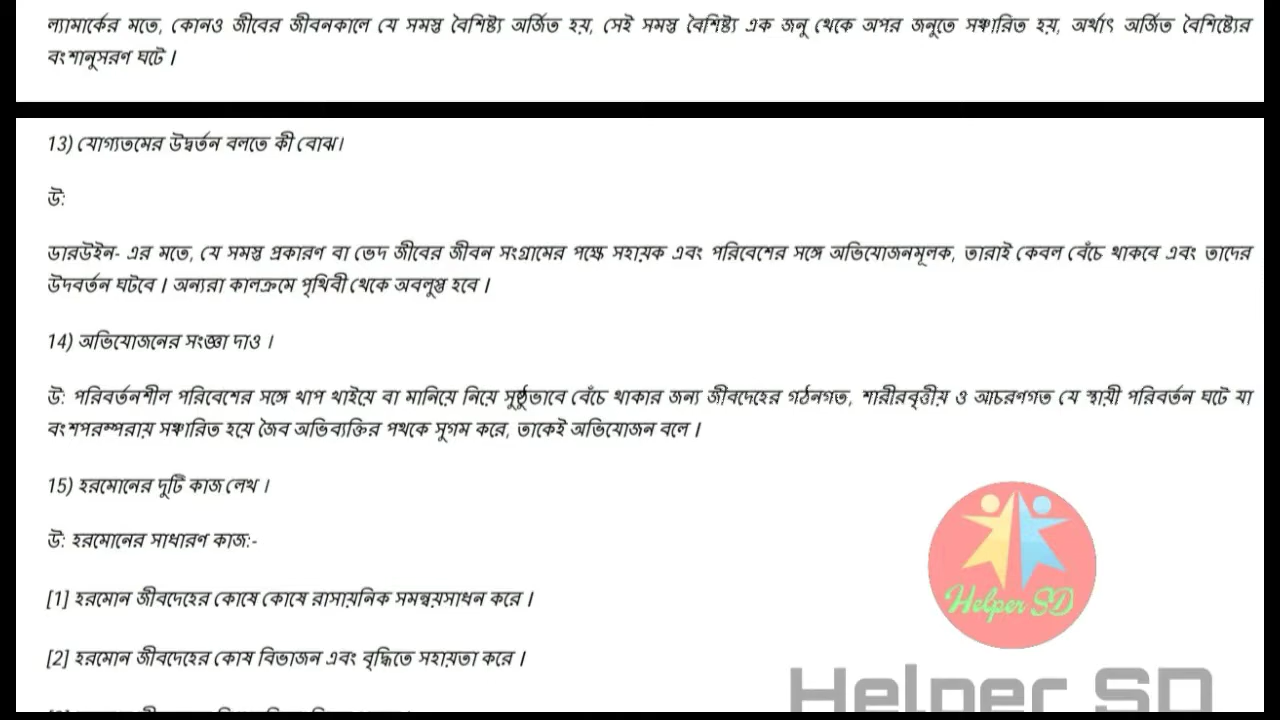 ল্যামার্কের মতে, কোনও জীবের জীবনকালে যে সমস্ত বৈশিষ্ট্য অর্জিত হয়, সেই সমস্ত বৈশিষ্ট্য এক জনু থেকে অপর জনুতে সঞ্চারিত হয়, অর্থাৎ অর্জিত বৈশিষ্ট্যের
বংশানুসরণ ঘটে ।
13) যোগ্যতমের উদ্বর্তন বলতে কী বোঝ।
উ:
ডারউইন- এর মতে, যে সমস্ত প্রকারণ বা ভেদ জীবের জীবন সংগ্রামের পক্ষে সহায়ক এবং পরিবেশের সঙ্গে অভিযোজনমূলক, তারাই কেবল বেঁচে থাকবে এবং তাদের
উদবর্তন ঘটবে । অন্যরা কালক্রমে পৃথিবী থেকে অবলুপ্ত হবে ।
14) অভিযোজনের সংজ্ঞা দাও ।
উ: পরিবর্তনশীল পরিবেশের সঙ্গে খাপ খাইয়ে বা মানিয়ে নিয়ে সুষ্ঠুভাবে বেঁচে থাকার জন্য জীবদেহের গঠনগত, শারীরবৃত্তীয় ও আচরণগত যে স্থায়ী পরিবর্তন ঘটে যা
বংশপরম্পরায় সঞ্চারিত হয়ে জৈব অভিব্যক্তির পথকে সুগম করে, তাকেই অভিযোজন বলে ।
15) হরমোনের দুটি কাজ লেখ ।
উ: হরমোনের সাধারণ কাজ:-
[1] হরমোন জীবদেহের কোষে কোষে রাসায়নিক সমন্বয়সাধন করে ।
[2] হরমোন জীবদেহের কোষ বিভাজন এবং বৃদ্ধিতে সহায়তা করে ।
Helper SD
Helper SD